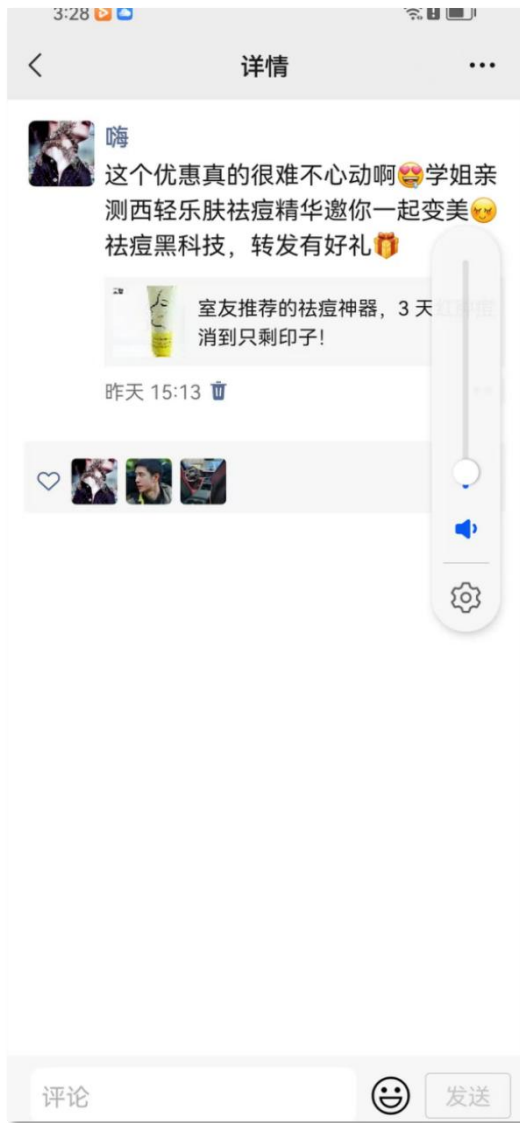 3:28
详情
嗨
这个优惠真的很难不心动啊😍学姐亲
测西轻乐肤祛痘精华邀你一起变美😌
祛痘黑科技，转发有好礼🎁
室友推荐的祛痘神器，3 天
消到只剩印子！
昨天 15:13
评论
发送